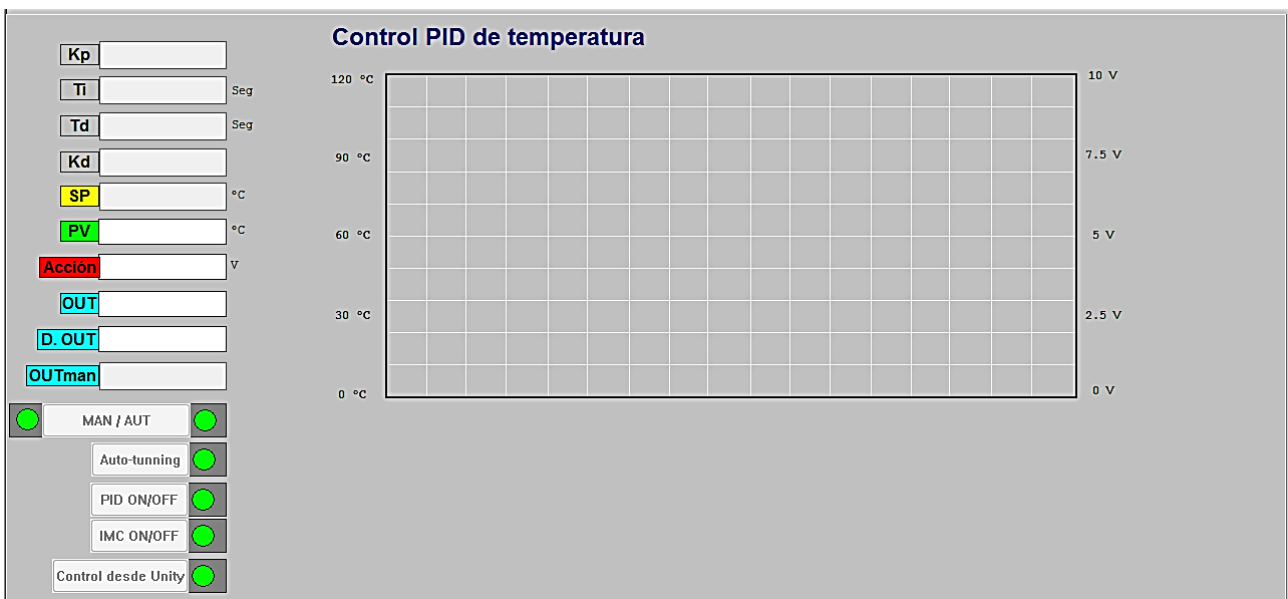 Control PID de temperatura
Kp
Ti Seg
Td Seg
Kd
SP °C
PV °C
Acción V
OUT
D. OUT
OUTman
MAN / AUT
Auto-tunning
PID ON/OFF
IMC ON/OFF
Control desde Unity
120 °C 10 V
90 °C 7.5 V
60 °C 5 V
30 °C 2.5 V
0 °C 0 V